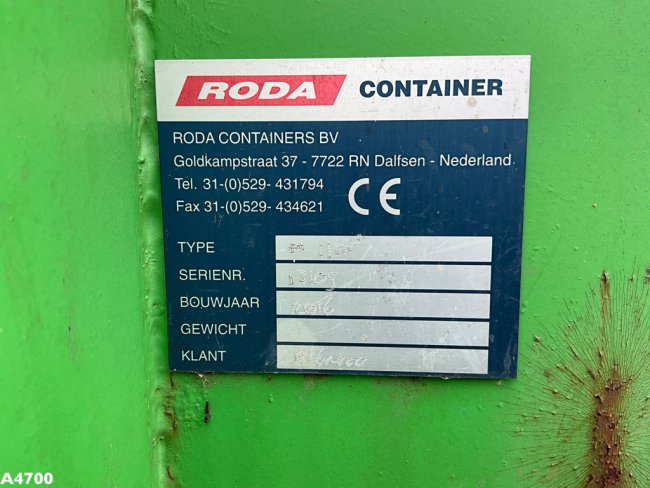 RODA CONTAINER
RODA CONTAINERS BV
Goldkampstraat 37 - 7722 RN Dalfsen - Nederland
Tel. 31-(0)529- 431794
Fax 31-(0)529- 434621
CE
TYPE
SERIENR.
BOUWJAAR 2016
GEWICHT
KLANT
A4700